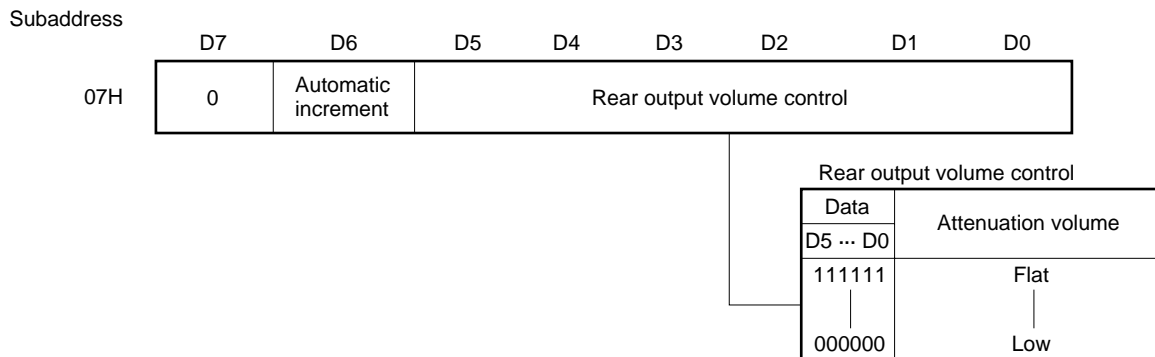 Subaddress
D7 D6 D5 D4 D3 D2 D1 D0
07H 0 Automatic increment Rear output volume control
Rear output volume control
Data Attenuation volume
D5 ··· D0
111111 Flat
000000 Low